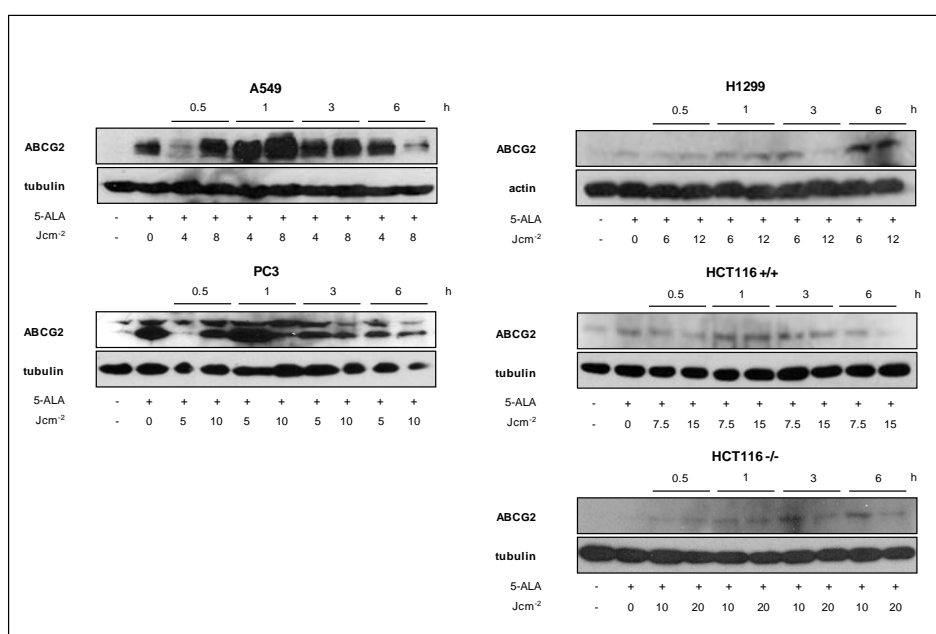 A549
0.5 1 3 6 h
ABCG2
tubulin
5-ALA - + + + + + + + + +
Jcm-2 - 0 4 8 4 8 4 8 4 8
PC3
0.5 1 3 6 h
ABCG2
tubulin
5-ALA - + + + + + + + + +
Jcm-2 - 0 5 10 5 10 5 10 5 10
H1299
0.5 1 3 6 h
ABCG2
actin
5-ALA - + + + + + + + + +
Jcm-2 - 0 6 12 6 12 6 12 6 12
HCT116 +/+
0.5 1 3 6 h
ABCG2
tubulin
5-ALA - + + + + + + + + +
Jcm-2 - 0 7.5 15 7.5 15 7.5 15 7.5 15
HCT116 -/-
0.5 1 3 6 h
ABCG2
tubulin
5-ALA - + + + + + + + + +
Jcm-2 - 0 10 20 10 20 10 20 10 20